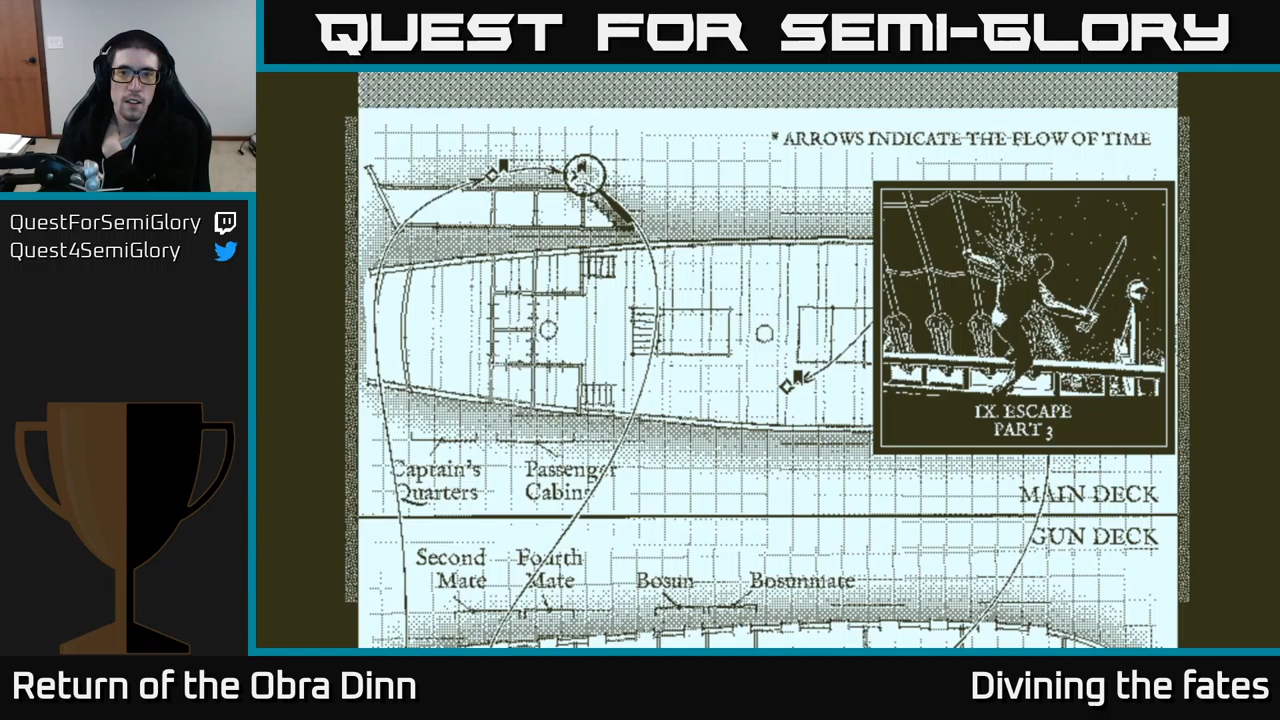 QUEST FOR SEMI-GLORY
QuestForSemiGlory
Quest4SemiGlory
* ARROWS INDICATE THE FLOW OF TIME
IX. ESCAPE
PART 3
Captain's
Quarters
Passenger
Cabins
MAIN DECK
GUN DECK
Second
Mate
Fourth
Mate
Bosun
Bosunmate
Return of the Obra Dinn
Divining the fates